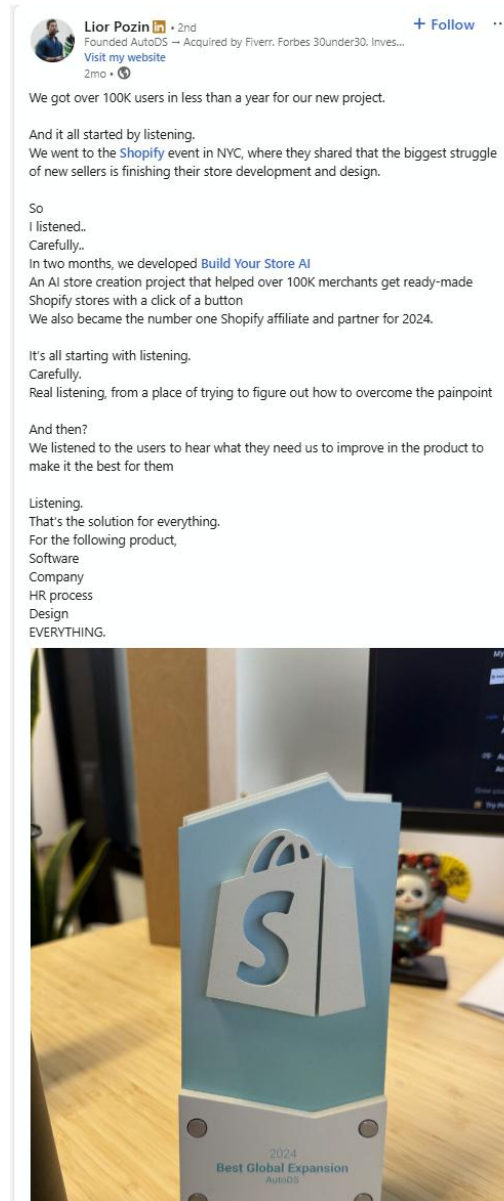 Lior Pozin in • 2nd
+ Follow
Founded AutoDS → Acquired by Fiverr. Forbes 30under30. Inves...
Visit my website
2mo •
We got over 100K users in less than a year for our new project.
And it all started by listening.
We went to the Shopify event in NYC, where they shared that the biggest struggle
of new sellers is finishing their store development and design.
So
I listened..
Carefully..
In two months, we developed Build Your Store AI
An AI store creation project that helped over 100K merchants get ready-made
Shopify stores with a click of a button
We also became the number one Shopify affiliate and partner for 2024.
It's all starting with listening.
Carefully.
Real listening, from a place of trying to figure out how to overcome the painpoint
And then?
We listened to the users to hear what they need us to improve in the product to
make it the best for them
Listening.
That's the solution for everything.
For the following product,
Software
Company
HR process
Design
EVERYTHING.
My
S
2024
Best Global Expansion
AutoDS